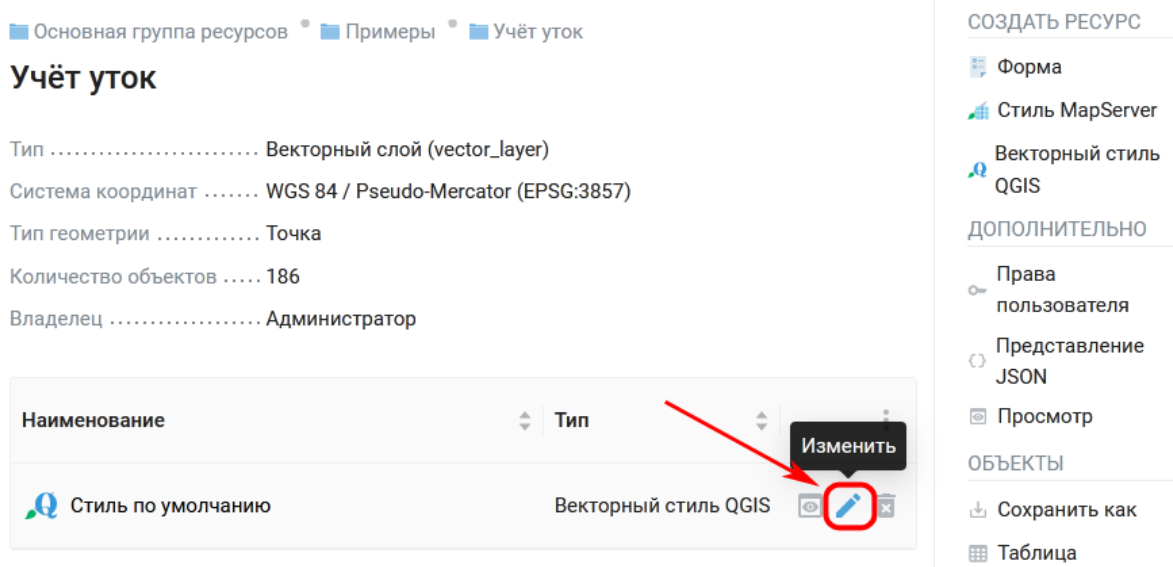 Основная группа ресурсов Примеры Учёт уток
Учёт уток
Тип .......................... Векторный слой (vector_layer)
Система координат ....... WGS 84 / Pseudo-Mercator (EPSG:3857)
Тип геометрии ............. Точка
Количество объектов ..... 186
Владелец ................... Администратор
Наименование Тип
Изменить
Стиль по умолчанию Векторный стиль QGIS
СОЗДАТЬ РЕСУРС
Форма
Стиль MapServer
Векторный стиль
QGIS
ДОПОЛНИТЕЛЬНО
Права
пользователя
Представление
JSON
Просмотр
ОБЪЕКТЫ
Сохранить как
Таблица